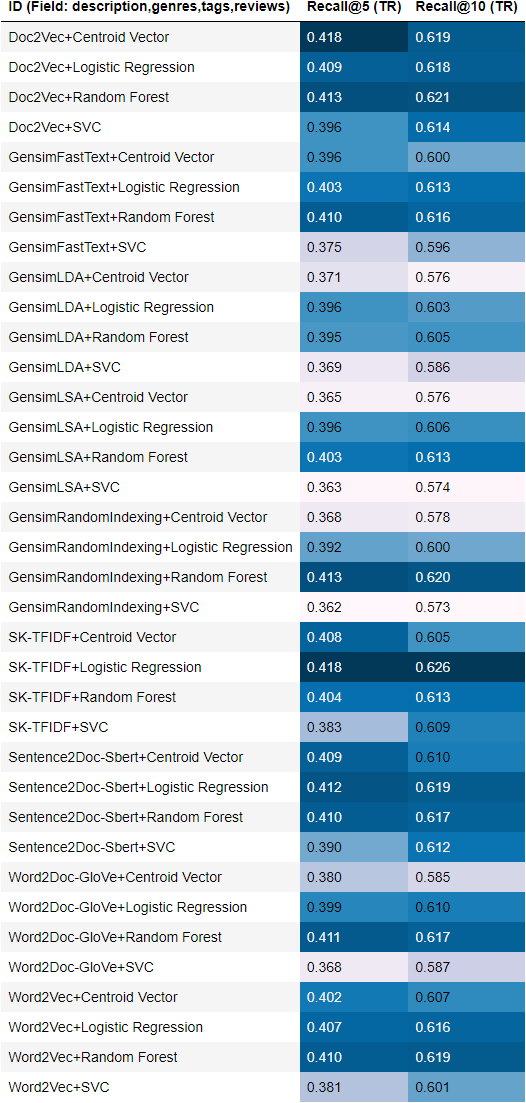 ID (Field: description,genres,tags,reviews) Recall@5 (TR) Recall@10 (TR)
Doc2Vec+Centroid Vector 0.418 0.619
Doc2Vec+Logistic Regression 0.409 0.618
Doc2Vec+Random Forest 0.413 0.621
Doc2Vec+SVC 0.396 0.614
GensimFastText+Centroid Vector 0.396 0.600
GensimFastText+Logistic Regression 0.403 0.613
GensimFastText+Random Forest 0.410 0.616
GensimFastText+SVC 0.375 0.596
GensimLDA+Centroid Vector 0.371 0.576
GensimLDA+Logistic Regression 0.396 0.603
GensimLDA+Random Forest 0.395 0.605
GensimLDA+SVC 0.369 0.586
GensimLSA+Centroid Vector 0.365 0.576
GensimLSA+Logistic Regression 0.396 0.606
GensimLSA+Random Forest 0.403 0.613
GensimLSA+SVC 0.363 0.574
GensimRandomIndexing+Centroid Vector 0.368 0.578
GensimRandomIndexing+Logistic Regression 0.392 0.600
GensimRandomIndexing+Random Forest 0.413 0.620
GensimRandomIndexing+SVC 0.362 0.573
SK-TFIDF+Centroid Vector 0.408 0.605
SK-TFIDF+Logistic Regression 0.418 0.626
SK-TFIDF+Random Forest 0.404 0.613
SK-TFIDF+SVC 0.383 0.609
Sentence2Doc-Sbert+Centroid Vector 0.409 0.610
Sentence2Doc-Sbert+Logistic Regression 0.412 0.619
Sentence2Doc-Sbert+Random Forest 0.410 0.617
Sentence2Doc-Sbert+SVC 0.390 0.612
Word2Doc-GloVe+Centroid Vector 0.380 0.585
Word2Doc-GloVe+Logistic Regression 0.399 0.610
Word2Doc-GloVe+Random Forest 0.411 0.617
Word2Doc-GloVe+SVC 0.368 0.587
Word2Vec+Centroid Vector 0.402 0.607
Word2Vec+Logistic Regression 0.407 0.616
Word2Vec+Random Forest 0.410 0.619
Word2Vec+SVC 0.381 0.601